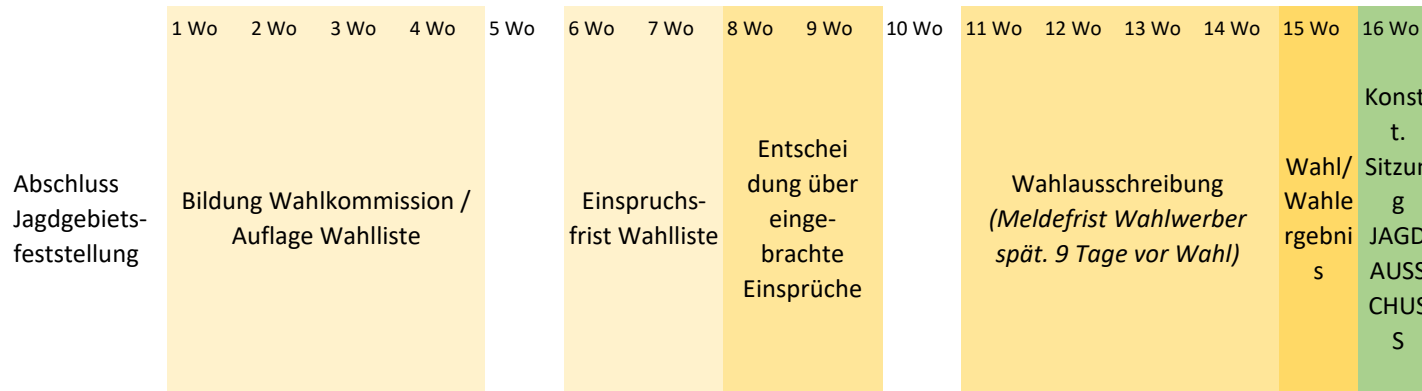 1 Wo 2 Wo 3 Wo 4 Wo 5 Wo 6 Wo 7 Wo 8 Wo 9 Wo 10 Wo 11 Wo 12 Wo 13 Wo 14 Wo 15 Wo 16 Wo
Abschluss
Jagdgebiets-
feststellung
Bildung Wahlkommission /
Auflage Wahlliste
Einspruchs-
frist Wahlliste
Entschei
dung über
einge-
brachte
Einsprüche
Wahlausschreibung
(Meldefrist Wahlwerber
spät. 9 Tage vor Wahl)
Wahl/
Wahle
rgebni
s
Konst
t.
Sitzun
g
JAGD
AUSS
CHUS
S